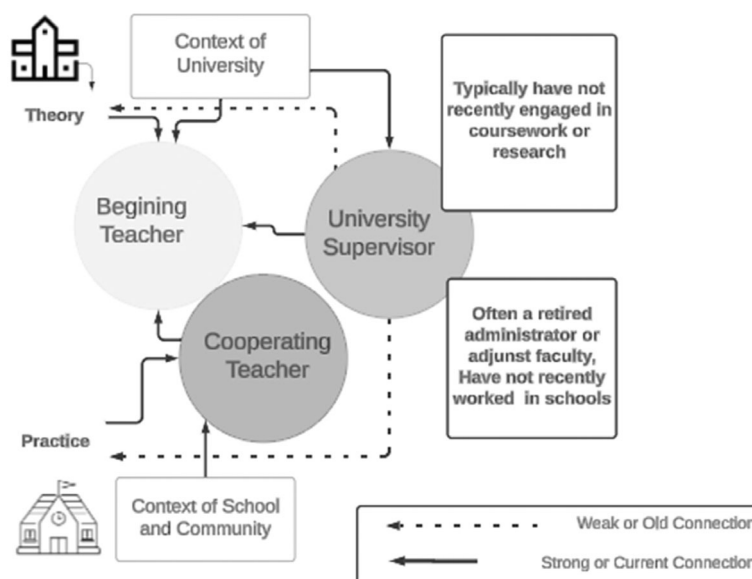 Context of
University
Typically have not
recently engaged in
coursework or
research
Theory
Begining
Teacher
University
Supervisor
Often a retired
administrator or
adjunst faculty,
Have not recently
worked in schools
Cooperating
Teacher
Practice
Context of School
and Community
Weak or Old Connection
Strong or Current Connection